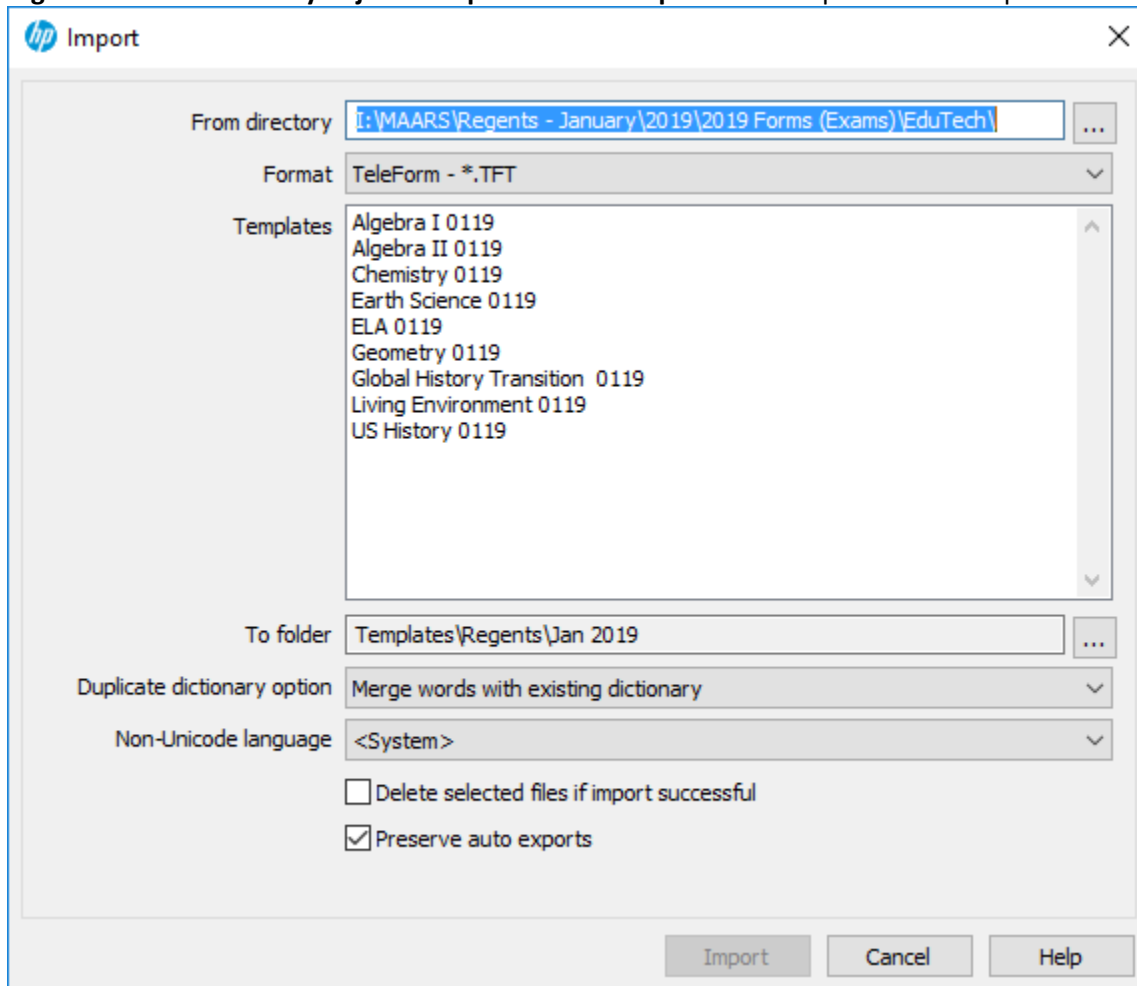 hp Import
From directory I:\MAARS\Regents - January\2019\2019 Forms (Exams)\EduTech\ ...
Format TeleForm - *.TFT
Templates
Algebra I 0119
Algebra II 0119
Chemistry 0119
Earth Science 0119
ELA 0119
Geometry 0119
Global History Transition  0119
Living Environment 0119
US History 0119
To folder Templates\Regents\Jan 2019 ...
Duplicate dictionary option Merge words with existing dictionary
Non-Unicode language <System>
Delete selected files if import successful
Preserve auto exports
Import Cancel Help